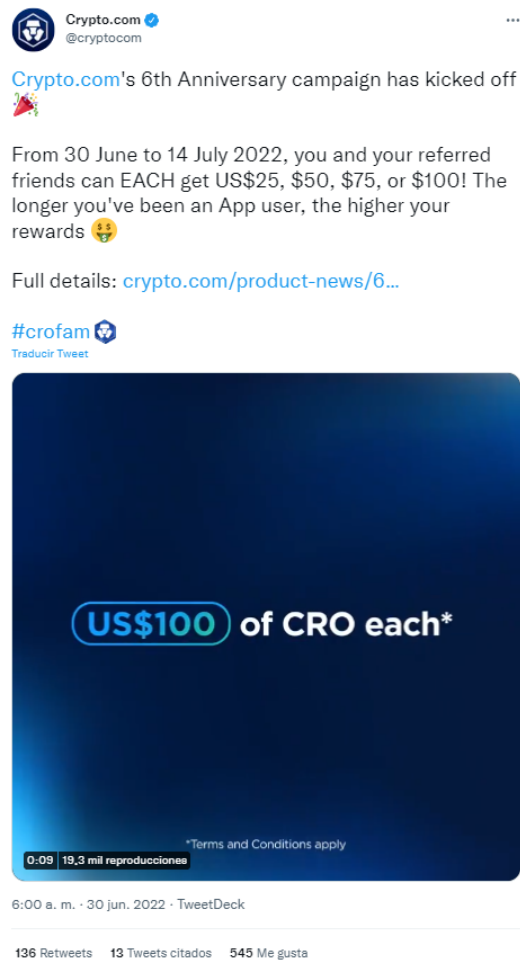 Crypto.com
@cryptocom
Crypto.com's 6th Anniversary campaign has kicked off
From 30 June to 14 July 2022, you and your referred
friends can EACH get US$25, $50, $75, or $100! The
longer you've been an App user, the higher your
rewards
Full details: crypto.com/product-news/6...
#crofam
Traducir Tweet
US$100 of CRO each*
*Terms and Conditions apply
0:09 19,3 mil reproducciones
6:00 a. m. · 30 jun. 2022 · TweetDeck
136 Retweets 13 Tweets citados 545 Me gusta